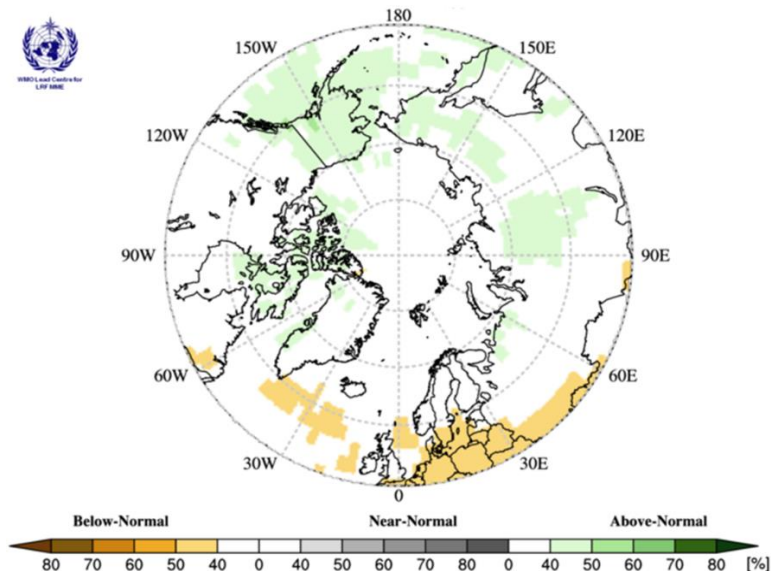 180
150W 150E
WMO Lead Centre for
LRF MME
120W 120E
90W 90E
60W 60E
30W 30E
0
Below-Normal Near-Normal Above-Normal
80 70 60 50 40 0 40 50 60 70 80 0 40 50 60 70 80 [%]